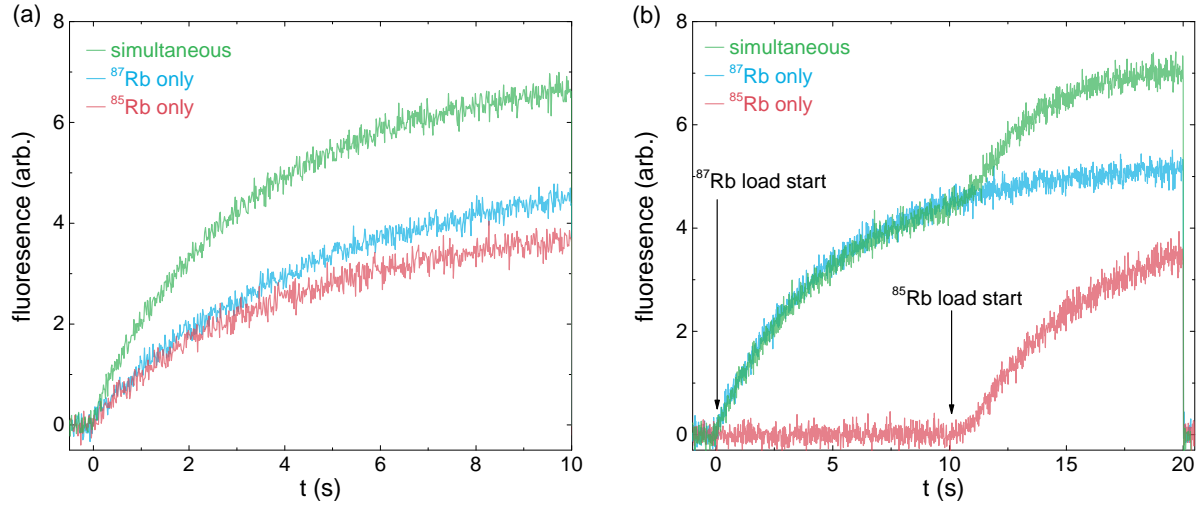 (a)
8
6
4
2
0
fluorescence (arb.)
simultaneous
⁸⁷Rb only
⁸⁵Rb only
0 2 4 6 8 10
t (s)
(b)
8
6
4
2
0
fluorescence (arb.)
simultaneous
⁸⁷Rb only
⁸⁵Rb only
⁸⁷Rb load start
⁸⁵Rb load start
0 5 10 15 20
t (s)